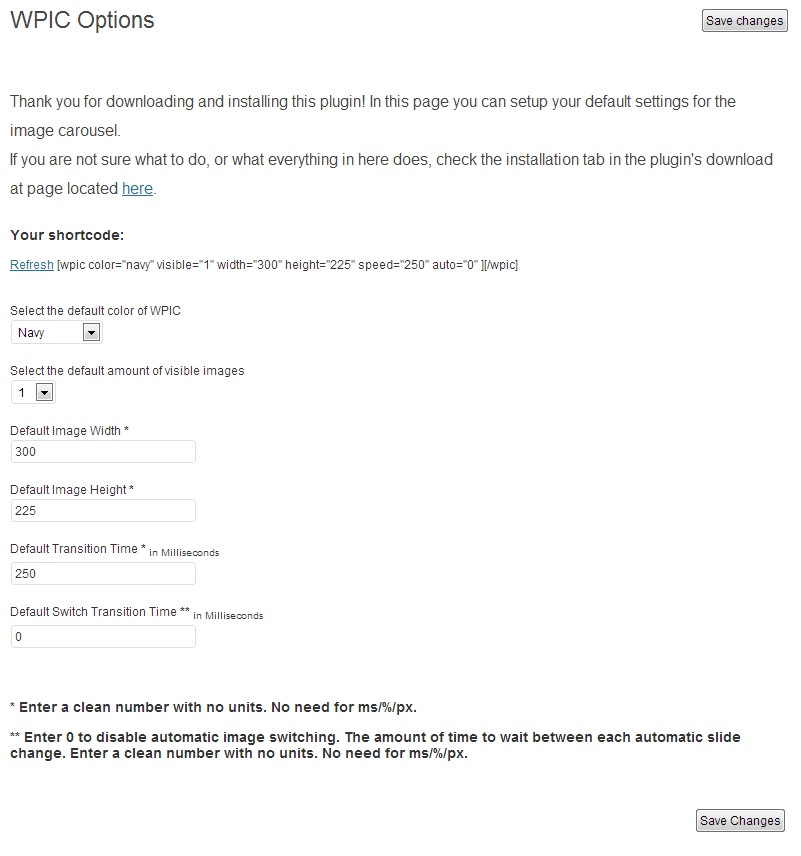 WPIC Options
Save changes
Thank you for downloading and installing this plugin! In this page you can setup your default settings for the
image carousel.
If you are not sure what to do, or what everything in here does, check the installation tab in the plugin's download
at page located here.
Your shortcode:
Refresh [wpic color="navy" visible="1" width="300" height="225" speed="250" auto="0" ][/wpic]
Select the default color of WPIC
Navy
Select the default amount of visible images
1
Default Image Width *
300
Default Image Height *
225
Default Transition Time * in Milliseconds
250
Default Switch Transition Time ** in Milliseconds
0
* Enter a clean number with no units. No need for ms/%/px.
** Enter 0 to disable automatic image switching. The amount of time to wait between each automatic slide
change. Enter a clean number with no units. No need for ms/%/px.
Save Changes